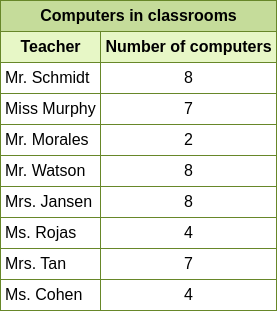 Computers in classrooms
Teacher Number of computers
Mr. Schmidt 8
Miss Murphy 7
Mr. Morales 2
Mr. Watson 8
Mrs. Jansen 8
Ms. Rojas 4
Mrs. Tan 7
Ms. Cohen 4